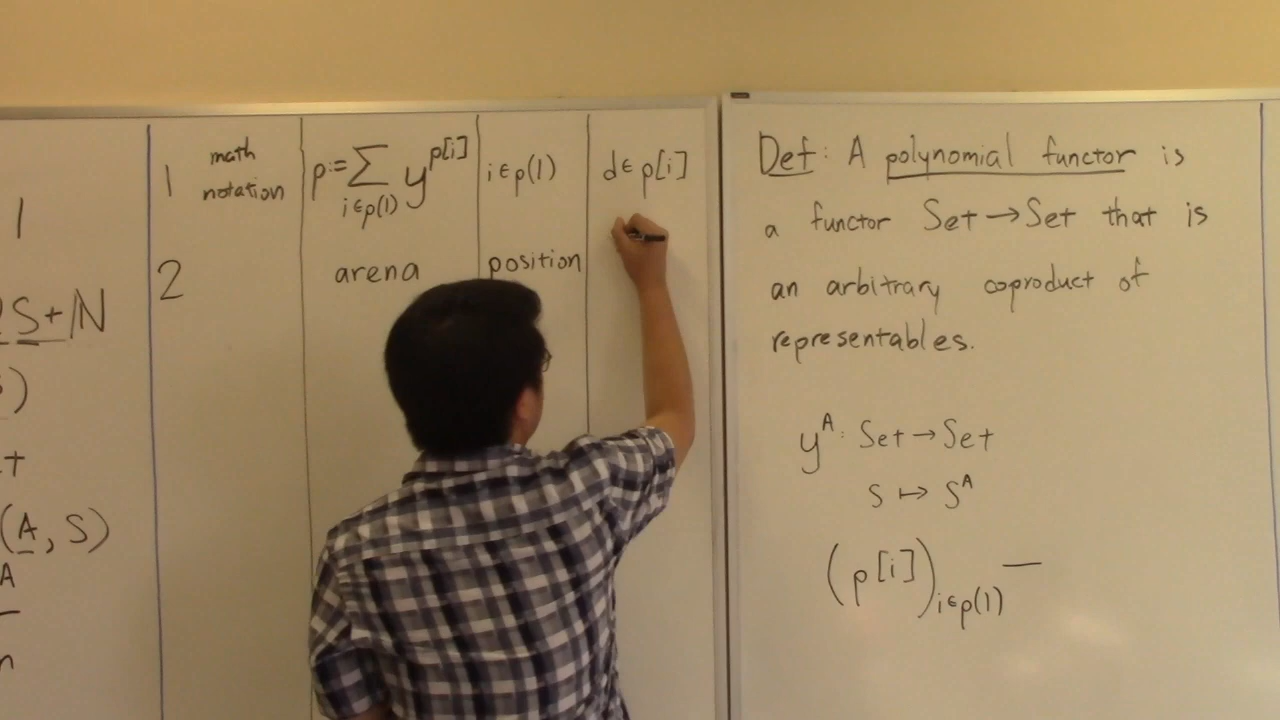 1
S+ℕ
)
t
(A, S)
A
n
1 math notation
p := ∑_{i∈p(1)} y^{p[i]}
i∈p(1)
d∈p[i]
2
arena
position
Def: A polynomial functor is
a functor Set → Set that is
an arbitrary coproduct of
representables.
y^A: Set → Set
S ↦ S^A
(p[i])_{i∈p(1)} —